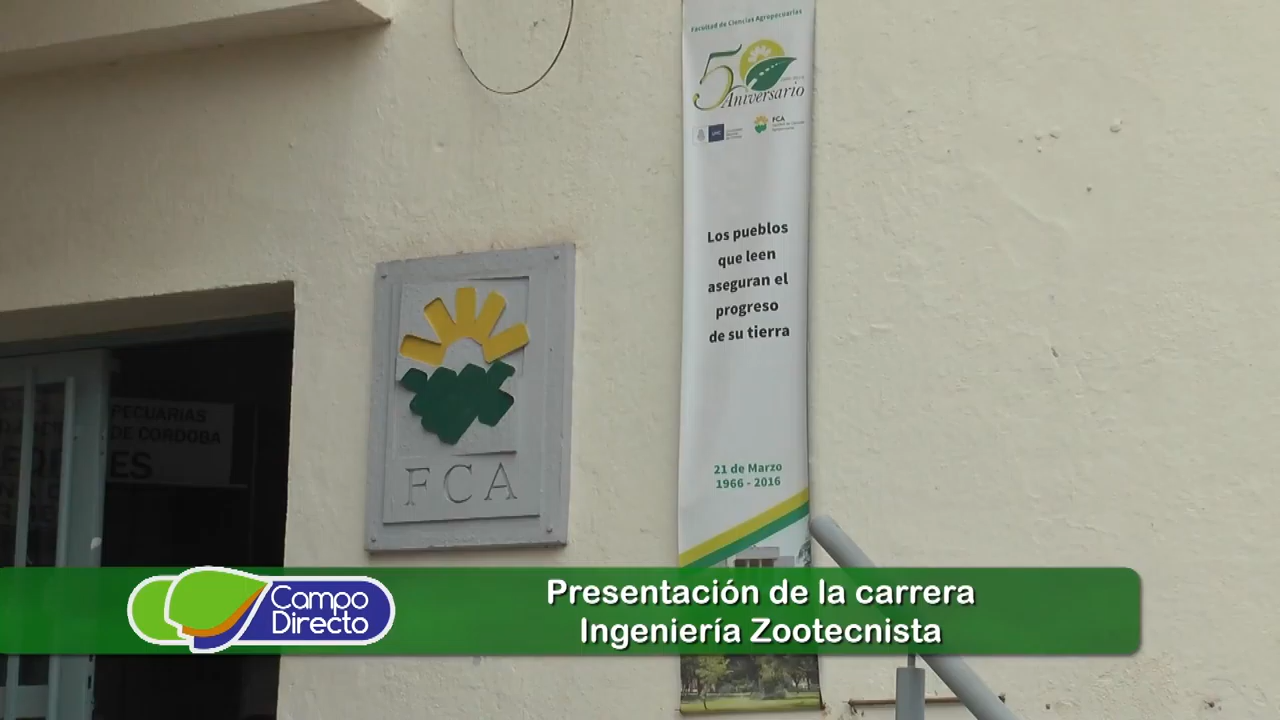 Facultad de Ciencias Agropecuarias
50
Aniversario
UNC
FCA
Los pueblos
que leen
aseguran el
progreso
de su tierra
21 de Marzo
1966 - 2016
FCA
PECUARIAS
DE CORDOBA
ES
Campo
Directo
Presentación de la carrera
Ingeniería Zootecnista